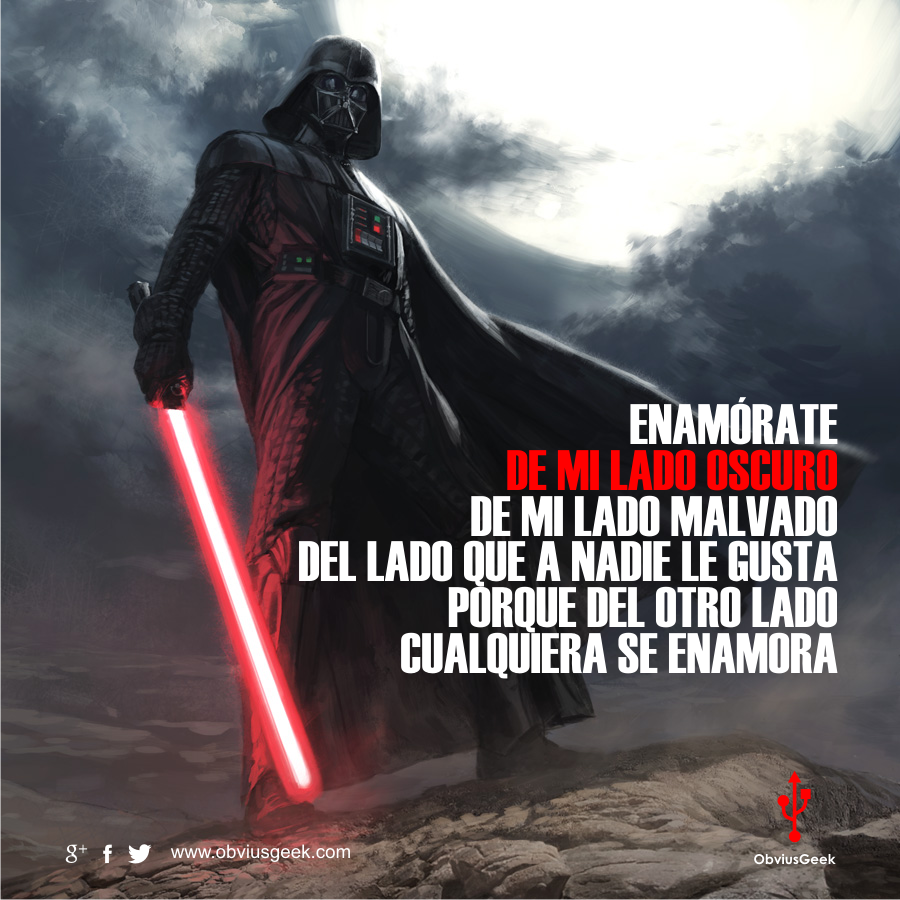 ENAMÓRATE
DE MI LADO OSCURO
DE MI LADO MALVADO
DEL LADO QUE A NADIE LE GUSTA
PORQUE DEL OTRO LADO
CUALQUIERA SE ENAMORA
g+ f www.obviusgeek.com
ObviusGeek